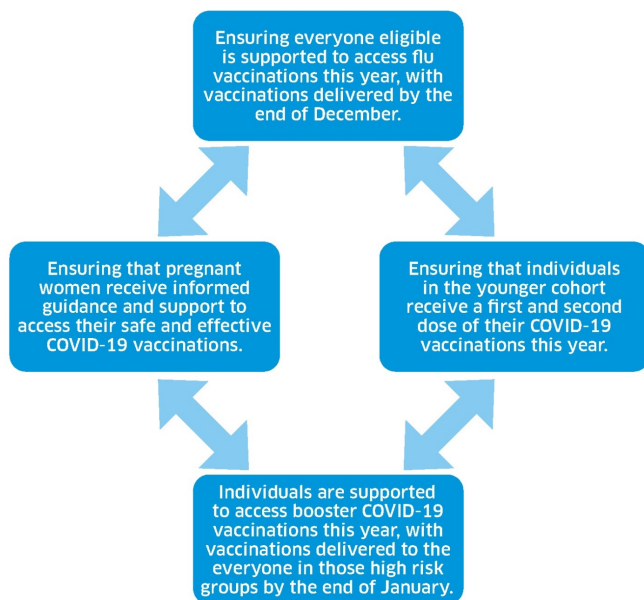 Ensuring everyone eligible
is supported to access flu
vaccinations this year, with
vaccinations delivered by the
end of December.
Ensuring that pregnant
women receive informed
guidance and support to
access their safe and effective
COVID-19 vaccinations.
Ensuring that individuals
in the younger cohort
receive a first and second
dose of their COVID-19
vaccinations this year.
Individuals are supported
to access booster COVID-19
vaccinations this year, with
vaccinations delivered to the
everyone in those high risk
groups by the end of January.